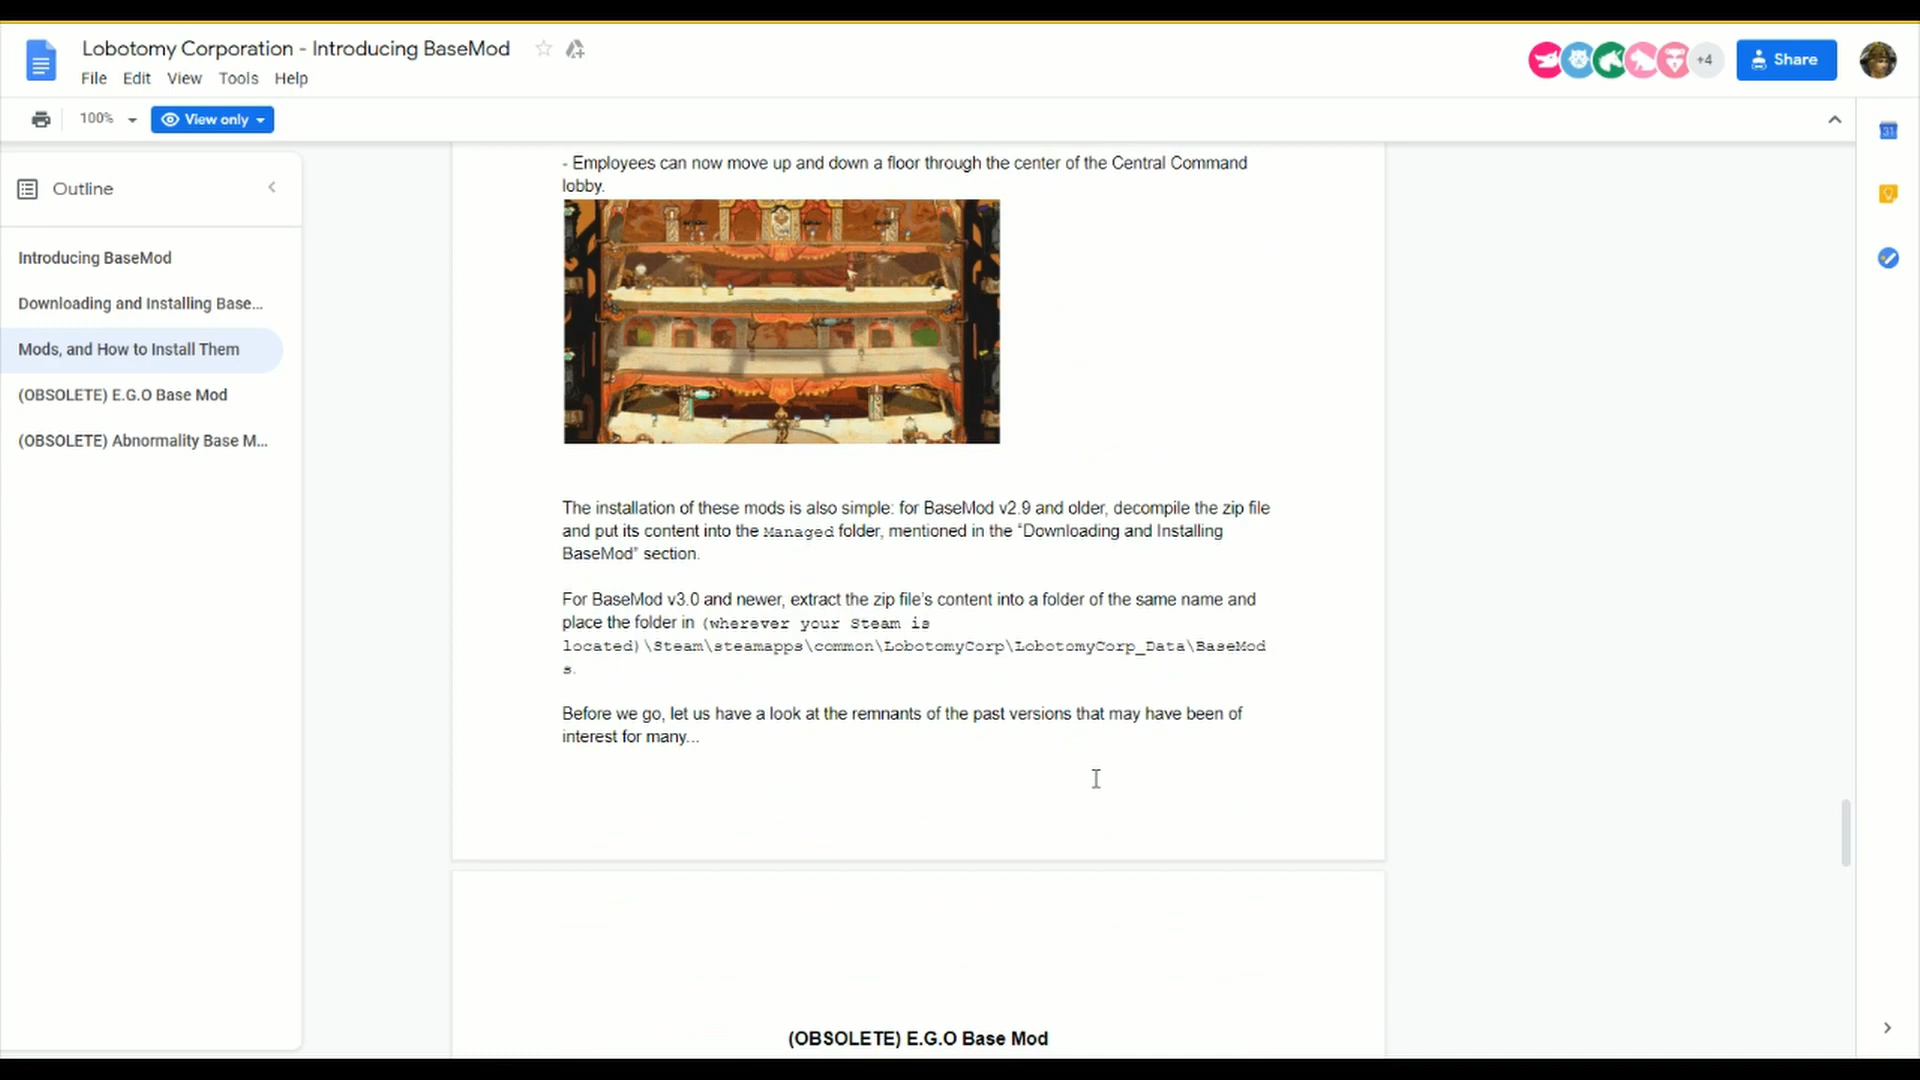 Lobotomy Corporation - Introducing BaseMod
File Edit View Tools Help
+4
Share
100%
View only
31
Outline
Introducing BaseMod
Downloading and Installing Base...
Mods, and How to Install Them
(OBSOLETE) E.G.O Base Mod
(OBSOLETE) Abnormality Base M...
- Employees can now move up and down a floor through the center of the Central Command
lobby.
The installation of these mods is also simple: for BaseMod v2.9 and older, decompile the zip file
and put its content into the Managed folder, mentioned in the “Downloading and Installing
BaseMod” section.
For BaseMod v3.0 and newer, extract the zip file’s content into a folder of the same name and
place the folder in (wherever your Steam is
located)\Steam\steamapps\common\LobotomyCorp\LobotomyCorp_Data\BaseMod
s.
Before we go, let us have a look at the remnants of the past versions that may have been of
interest for many...
(OBSOLETE) E.G.O Base Mod